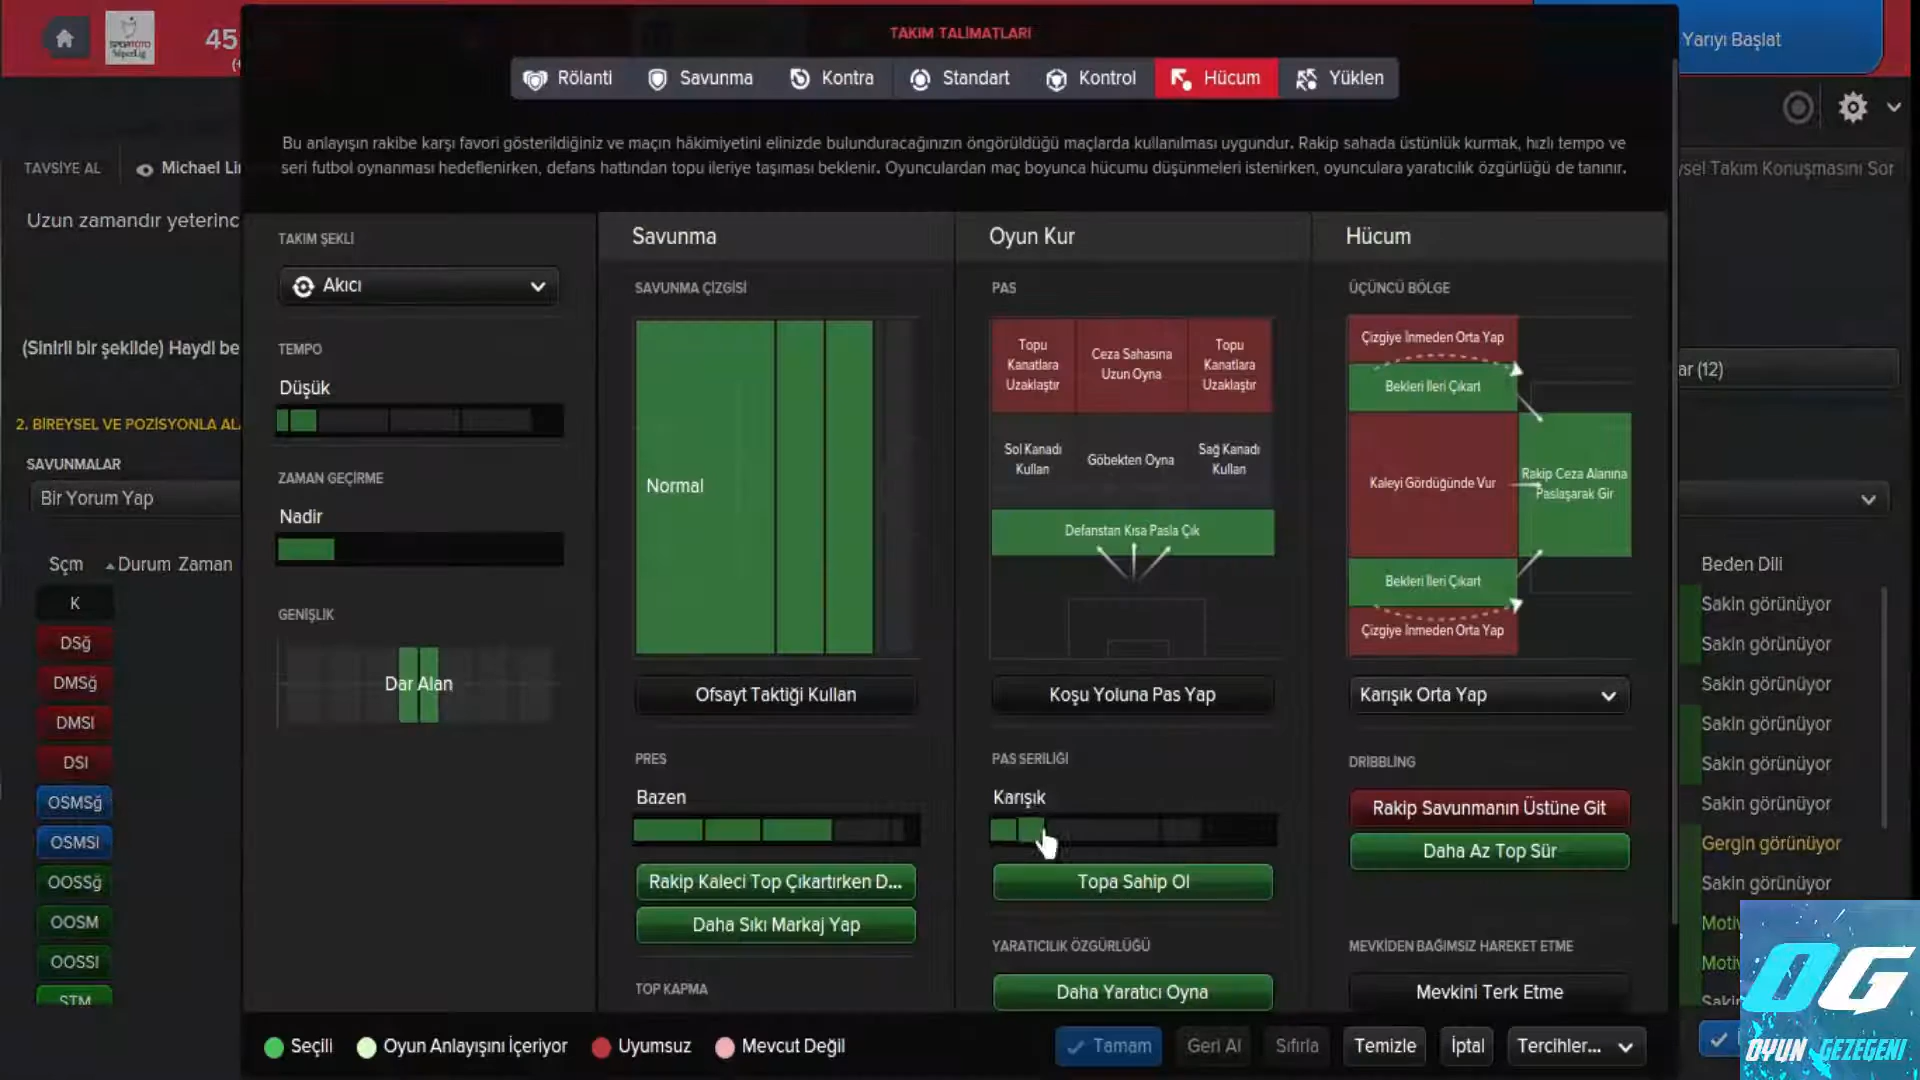 TAKIM TALİMATLARI
SPORTOTO
SüperLig
45
Yarıyı Başlat
Rölanti
Savunma
Kontra
Standart
Kontrol
Hücum
Yüklen
Bu anlayışın rakibe karşı favori gösterildiğiniz ve maçın hâkimiyetini elinizde bulunduracağınızın öngörüldüğü maçlarda kullanılması uygundur. Rakip sahada üstünlük kurmak, hızlı tempo ve
seri futbol oynanması hedeflenirken, defans hattından topu ileriye taşıması beklenir. Oyunculardan maç boyunca hücumu düşünmeleri istenirken, oyunculara yaratıcılık özgürlüğü de tanınır.
TAVSİYE AL
Michael Lir
Uzun zamandır yeterinc
(Sinirli bir şekilde) Haydi be
2. BİREYSEL VE POZİSYONLA AL
SAVUNMALAR
Bir Yorum Yap
Sçm
Durum
Zaman
K
DSğ
DMSğ
DMSl
DSl
OSMSğ
OSMSl
OOSSğ
OOSM
OOSSl
STM
TAKIM ŞEKLİ
Akıcı
TEMPO
Düşük
ZAMAN GEÇİRME
Nadir
GENİŞLİK
Dar Alan
Savunma
SAVUNMA ÇİZGİSİ
Normal
Ofsayt Taktiği Kullan
PRES
Bazen
Rakip Kaleci Top Çıkartırken D...
Daha Sıkı Markaj Yap
TOP KAPMA
Oyun Kur
PAS
Topu
Kanatlara
Uzaklaştır
Ceza Sahasına
Uzun Oyna
Topu
Kanatlara
Uzaklaştır
Sol Kanadı
Kullan
Göbekten Oyna
Sağ Kanadı
Kullan
Defanstan Kısa Pasla Çık
Koşu Yoluna Pas Yap
PAS SERİLİĞİ
Karışık
Topa Sahip Ol
YARATICILIK ÖZGÜRLÜĞÜ
Daha Yaratıcı Oyna
Hücum
ÜÇÜNCÜ BÖLGE
Çizgiye İnmeden Orta Yap
Bekleri İleri Çıkart
Kaleyi Gördüğünde Vur
Rakip Ceza Alanına
Paslaşarak Gir
Bekleri İleri Çıkart
Çizgiye İnmeden Orta Yap
Karışık Orta Yap
DRIBBLING
Rakip Savunmanın Üstüne Git
Daha Az Top Sür
MEVKİDEN BAĞIMSIZ HAREKET ETME
Mevkini Terk Etme
ysel Takım Konuşmasını Sor
ar (12)
Beden Dili
Sakin görünüyor
Sakin görünüyor
Sakin görünüyor
Sakin görünüyor
Sakin görünüyor
Sakin görünüyor
Gergin görünüyor
Sakin görünüyor
Moti
Moti
Sakin
Seçili
Oyun Anlayışını İçeriyor
Uyumsuz
Mevcut Değil
Tamam
Geri Al
Sıfırla
Temizle
İptal
Tercihler...
OG
OYUN GEZEGENI